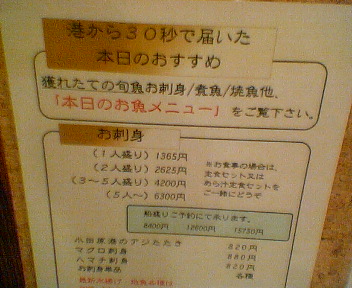 港から３０秒で届いた
本日のおすすめ
獲れたての旬魚お刺身/煮魚/焼魚他、
「本日のお魚メニュー」 をご覧下さい。
お刺身
（１人盛り）1365円
（２人盛り）2625円
（３〜５人盛り）4200円
（５人〜）6300円
※お食事の場合は、
定食セット又は
あら汁定食セットを
ご一緒にどうぞ
船盛りご予約にて承ります。
8400円 12600円 15750円
小田原港のアジたたき 820円
マグロ刺身 880円
ハマチ刺身 820円
お刺身単品 各種